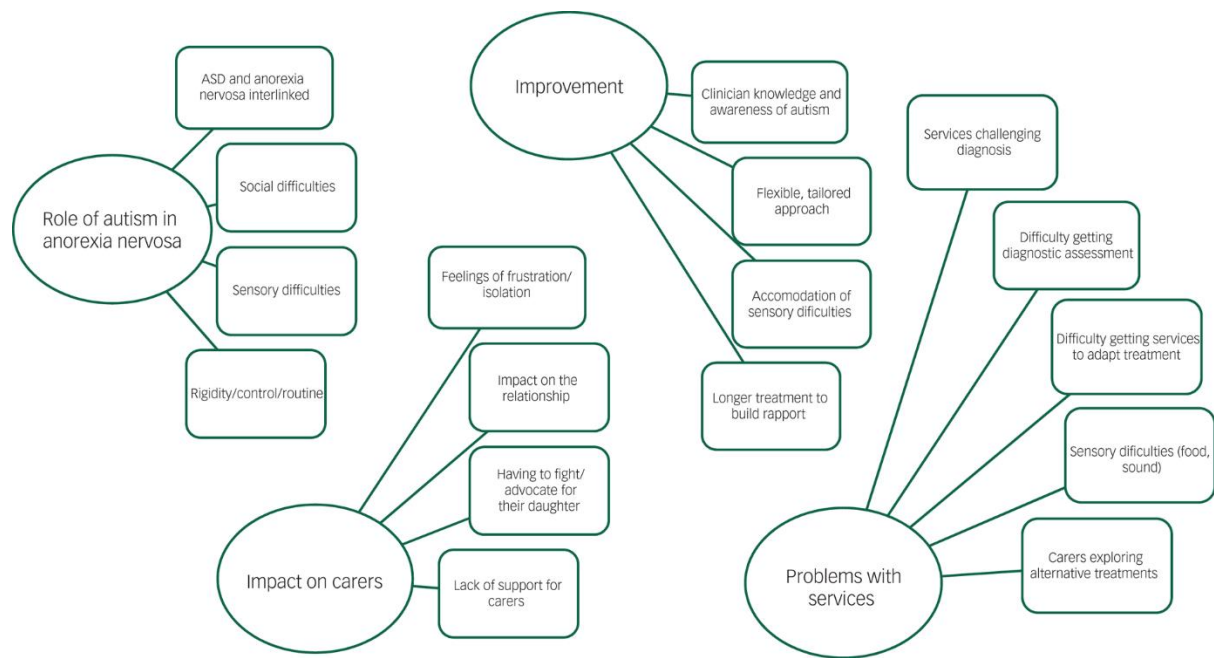 Role of autism in
anorexia nervosa
ASD and anorexia
nervosa interlinked
Social difficulties
Sensory difficulties
Rigidity/control/routine
Impact on carers
Feelings of frustration/
isolation
Impact on the
relationship
Having to fight/
advocate for
their daughter
Lack of support for
carers
Improvement
Clinician knowledge and
awareness of autism
Flexible, tailored
approach
Accomodation of
sensory dificulties
Longer treatment to
build rapport
Problems with
services
Services challenging
diagnosis
Difficulty getting
diagnostic assessment
Difficulty getting services
to adapt treatment
Sensory dificulties (food,
sound)
Carers exploring
alternative treatments